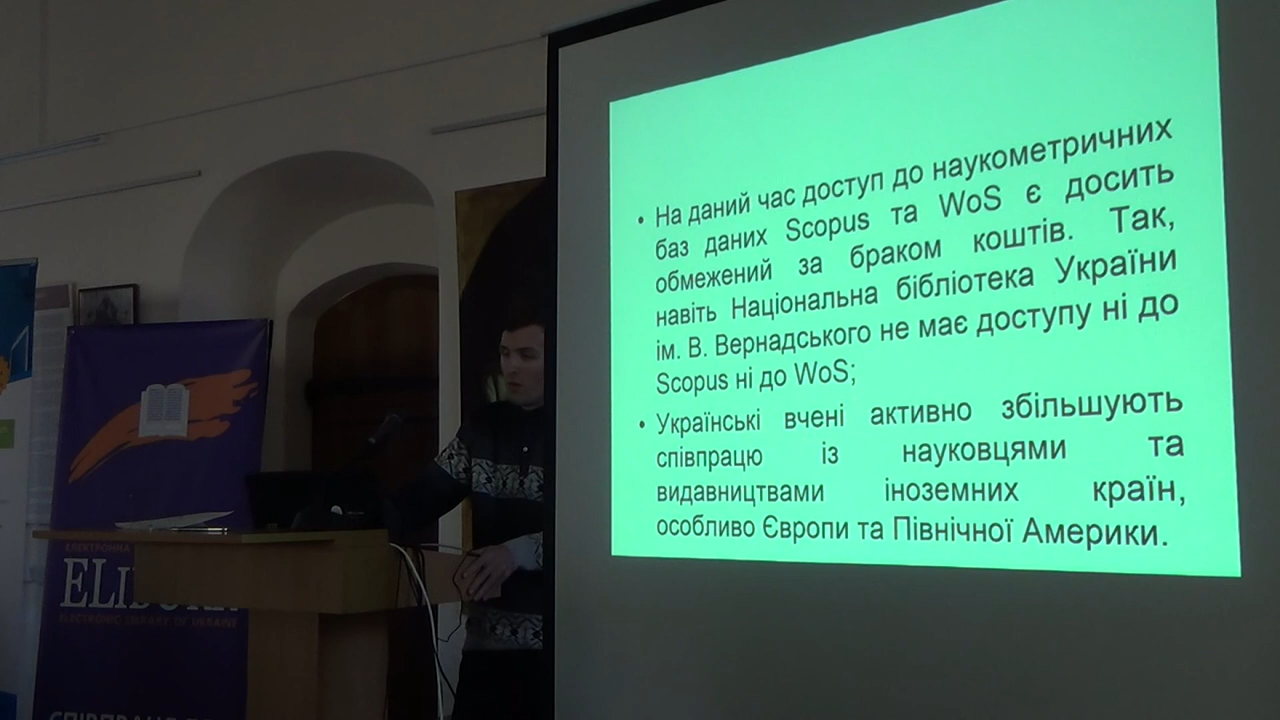 • На даний час доступ до наукометричних
баз даних Scopus та WoS є досить
обмежений за браком коштів. Так,
навіть Національна бібліотека України
ім. В. Вернадського не має доступу ні до
Scopus ні до WoS;
• Українські вчені активно збільшують
співпрацю із науковцями та
видавництвами іноземних країн,
особливо Європи та Північної Америки.
ЕЛЕКТРОННА
ELECTRONIC LIBRARY OF UKRAINE